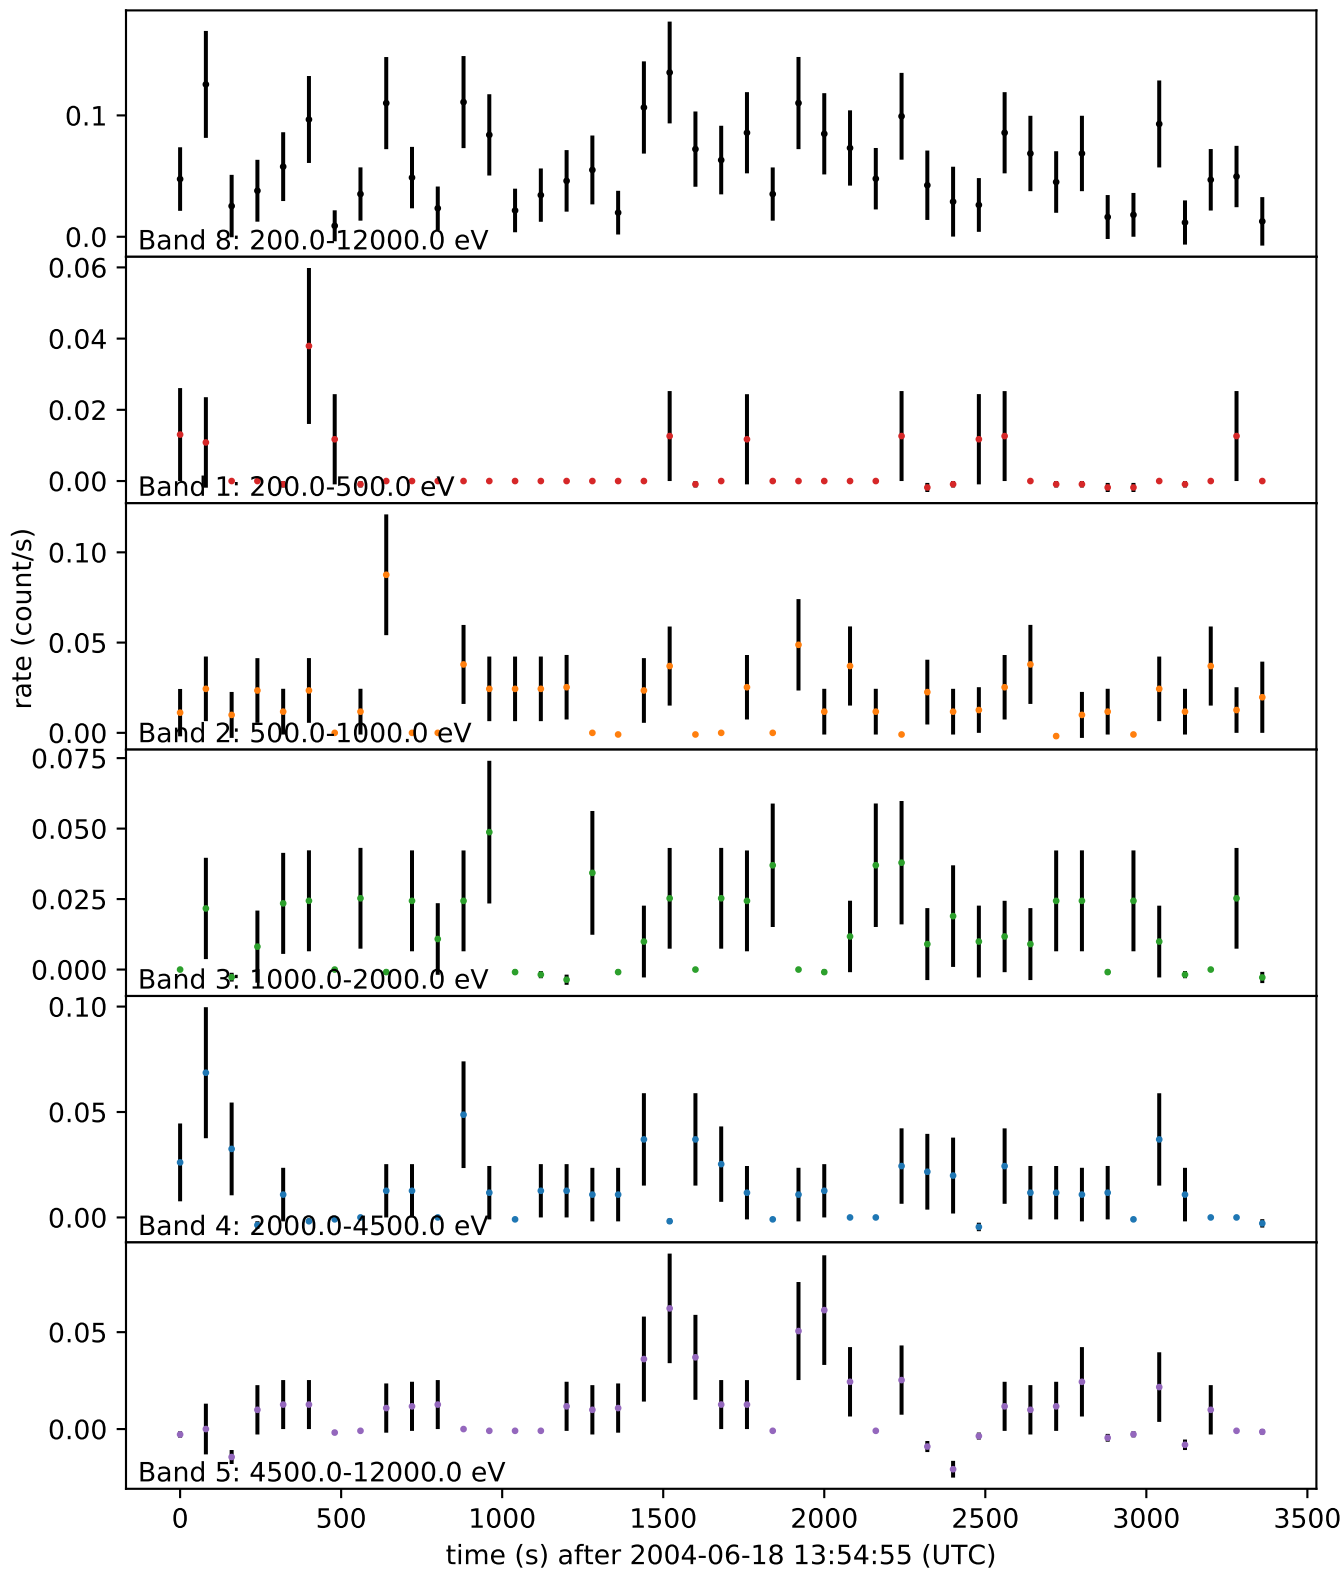 0.1
0.0
Band 8: 200.0-12000.0 eV
0.06
0.04
0.02
0.00
Band 1: 200.0-500.0 eV
rate (count/s)
0.10
0.05
0.00
Band 2: 500.0-1000.0 eV
0.075
0.050
0.025
0.000
Band 3: 1000.0-2000.0 eV
0.10
0.05
0.00
Band 4: 2000.0-4500.0 eV
0.05
0.00
Band 5: 4500.0-12000.0 eV
0 500 1000 1500 2000 2500 3000 3500
time (s) after 2004-06-18 13:54:55 (UTC)